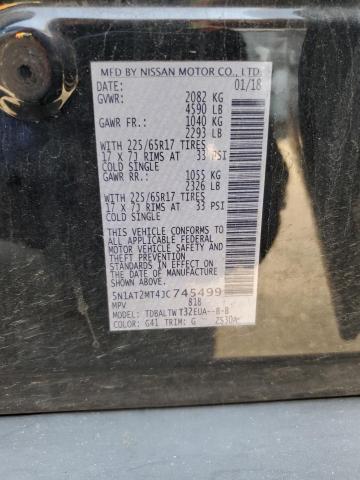 MFD BY NISSAN MOTOR CO., LTD.
DATE: 01/18
GVWR: 2082 KG
4590 LB
GAWR FR.: 1040 KG
2293 LB
WITH 225/65R17 TIRES
17 X 7J RIMS AT 33 PSI
COLD SINGLE
GAWR RR.: 1055 KG
2326 LB
WITH 225/65R17 TIRES
17 X 7J RIMS AT 33 PSI
COLD SINGLE
THIS VEHICLE CONFORMS TO
ALL APPLICABLE FEDERAL
MOTOR VEHICLE SAFETY
STANDARDS IN EFFECT ON THE
DATE OF MANUFACTURE SHOWN
ABOVE.
5N1AT2MT4JC745499
MPV 818
MODEL: TDBALTW T32EUA--B-B
COLOR: G41 TRIM: G 2530A